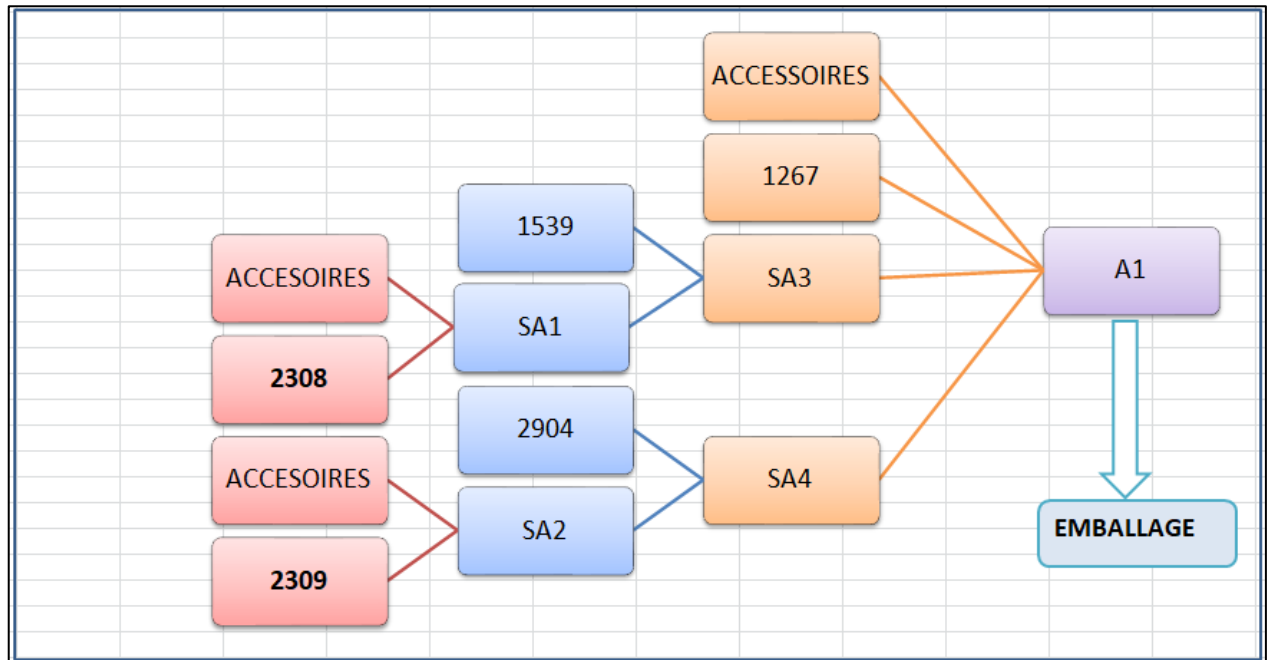 ACCESSOIRES
1267
1539
SA3
A1
ACCESOIRES
SA1
2308
2904
SA4
ACCESOIRES
SA2
EMBALLAGE
2309